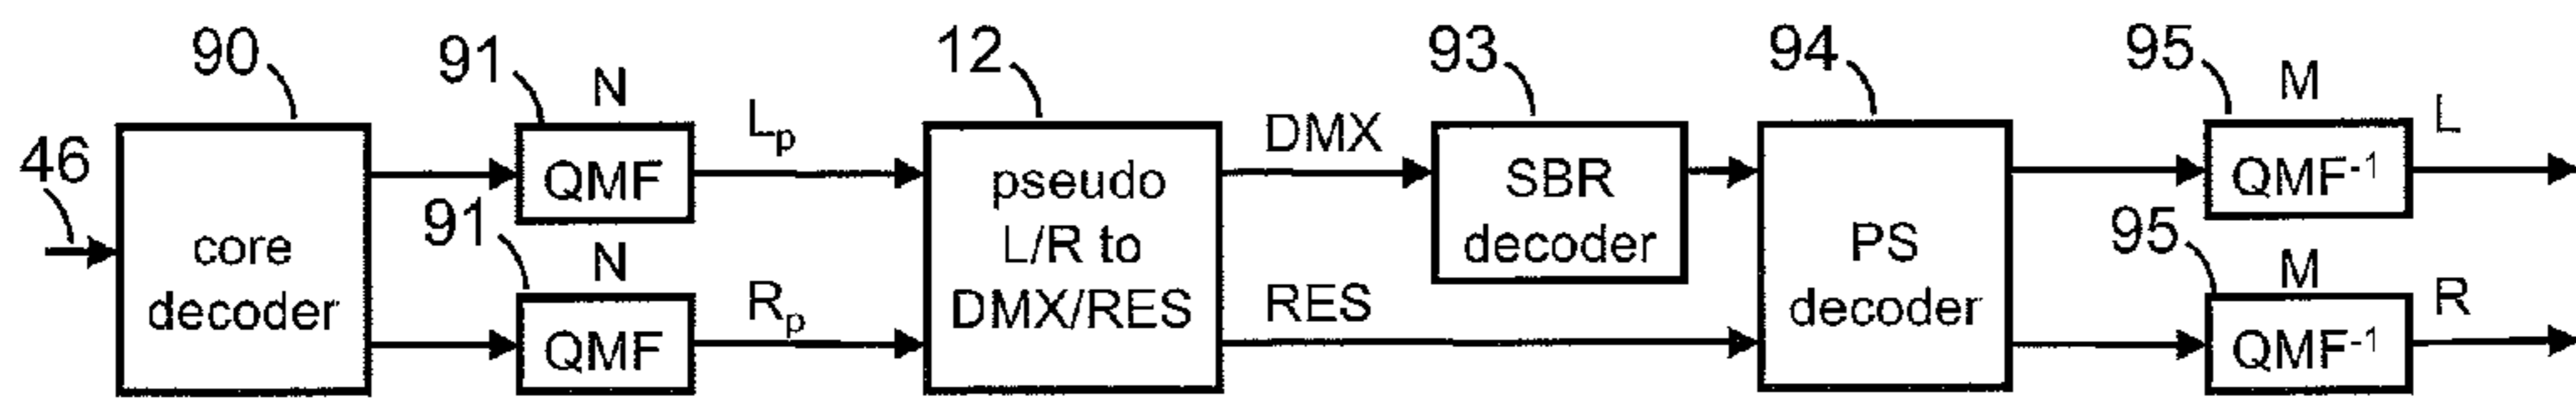 90
91
12
93
94
95
N
M
L
QMF
Lp
pseudo
L/R to
DMX/RES
DMX
SBR
decoder
QMF-1
46
91
core
decoder
N
QMF
Rp
RES
PS
decoder
95
M
QMF-1
R